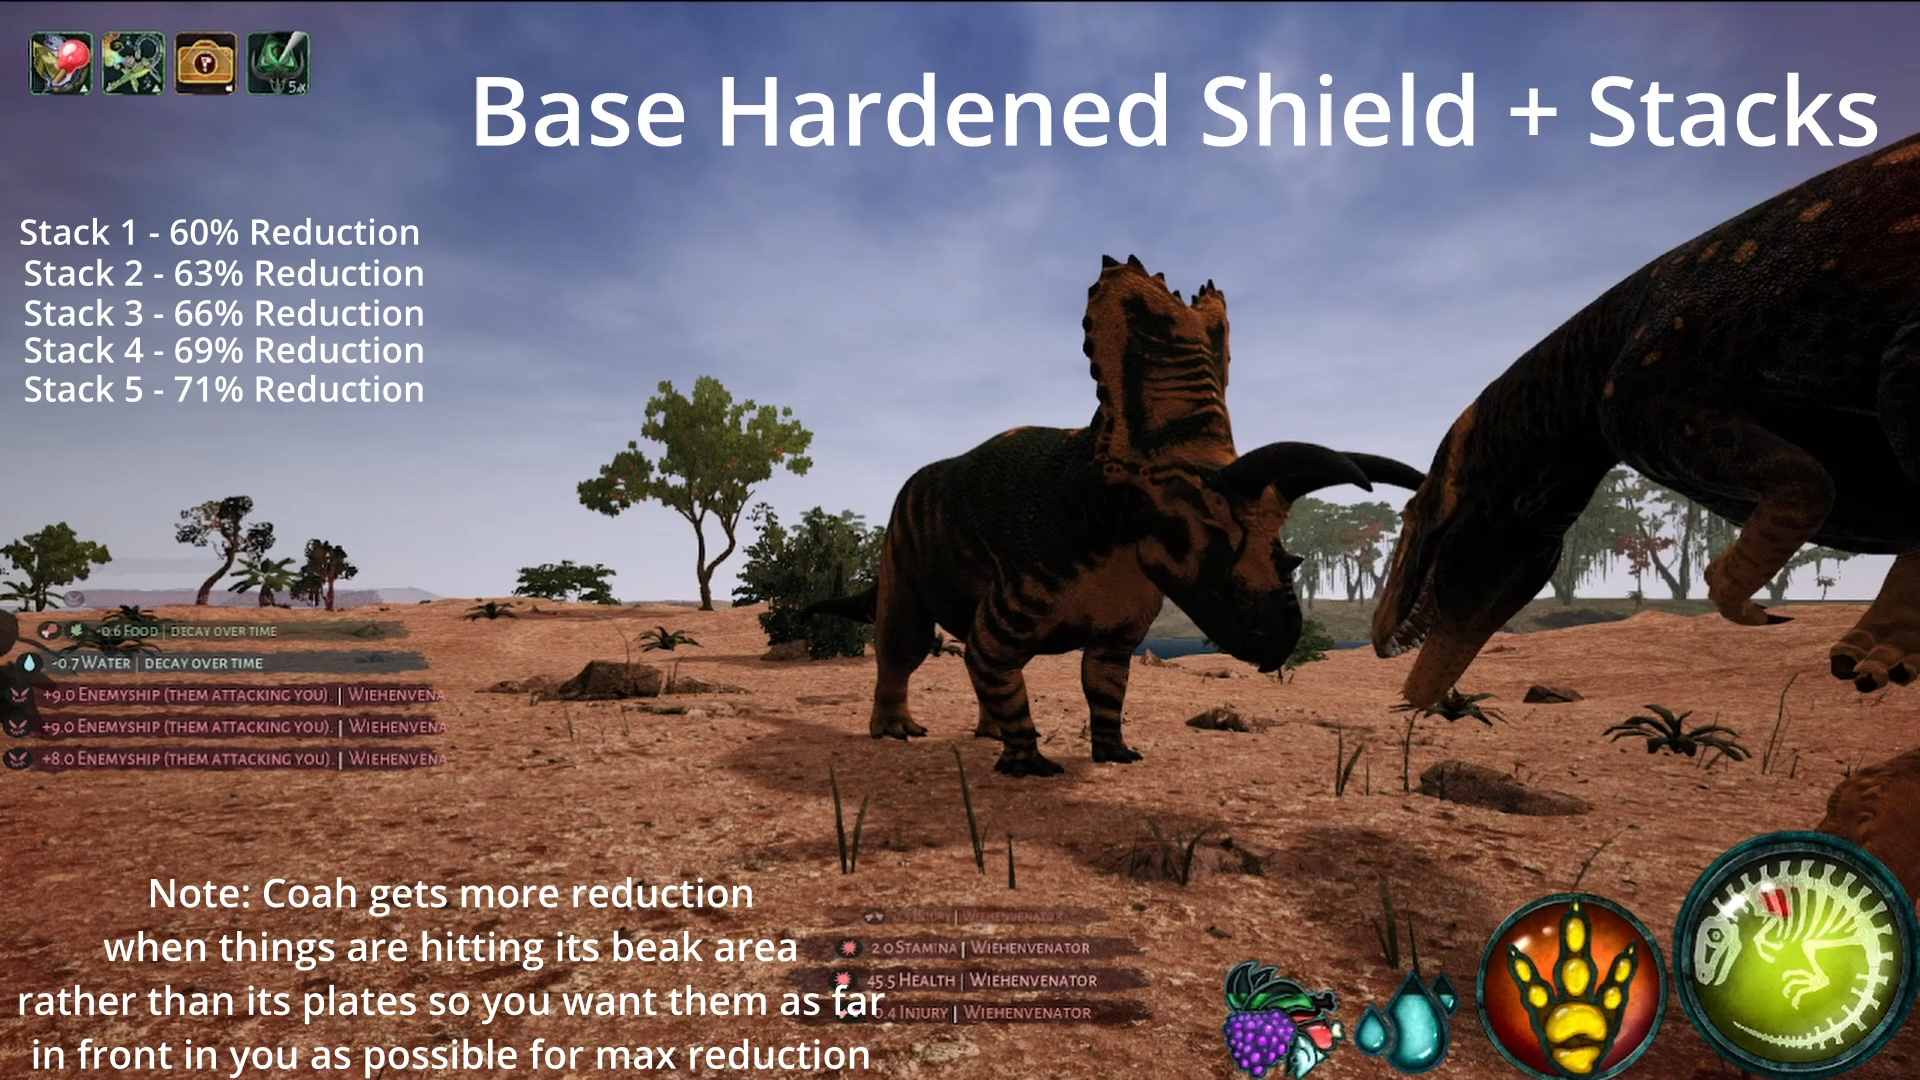 5x
Base Hardened Shield + Stacks
Stack 1 - 60% Reduction
Stack 2 - 63% Reduction
Stack 3 - 66% Reduction
Stack 4 - 69% Reduction
Stack 5 - 71% Reduction
-0.6 Food | Decay over time
-0.7 Water | Decay over time
+9.0 Enemyship (them attacking you). | Wiehenvena
+9.0 Enemyship (them attacking you). | Wiehenvena
+8.0 Enemyship (them attacking you). | Wiehenvena
Note: Coah gets more reduction
when things are hitting its beak area
rather than its plates so you want them as far
in front in you as possible for max reduction
Injury | Wiehenvenator
2.0 Stamina | Wiehenvenator
45.5 Health | Wiehenvenator
0.4 Injury | Wiehenvenator